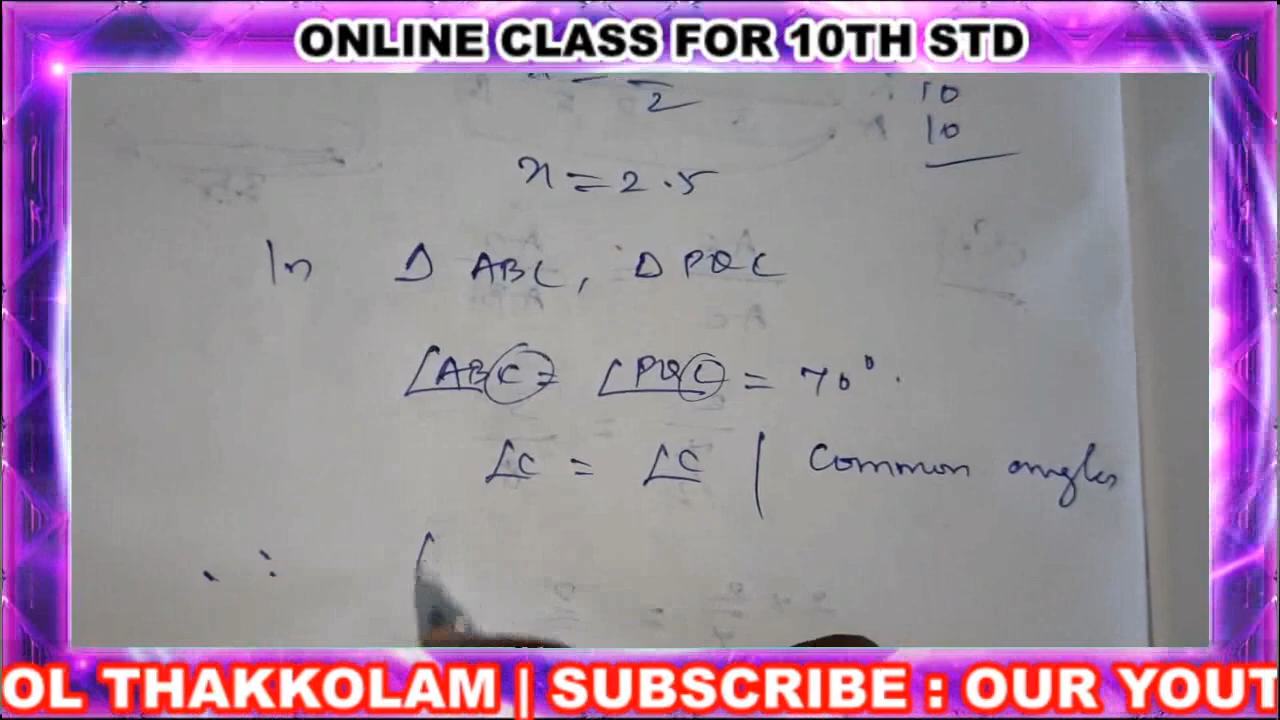 ONLINE CLASS FOR 10TH STD
2
10
10
x = 2.5
In Δ ABC, Δ PQC
∠ABC = ∠PQC = 70°.
∠C = ∠C | Common angles
∴
OL THAKKOLAM | SUBSCRIBE : OUR YOUT